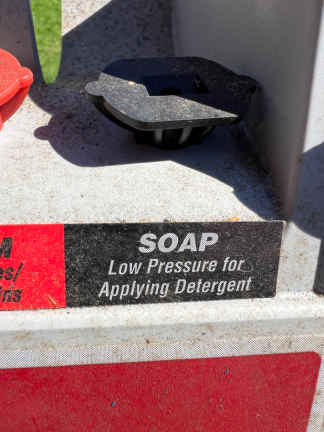 SOAP
Low Pressure for
Applying Detergent